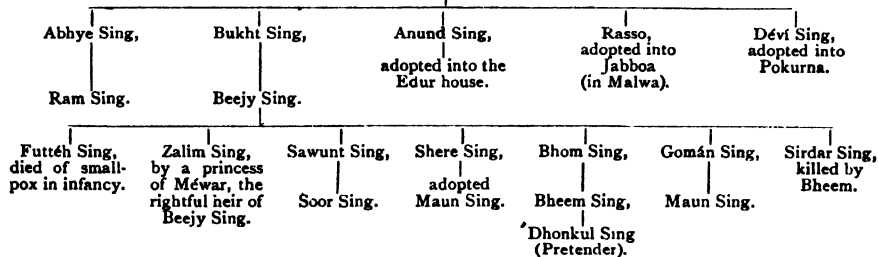 Abhye Sing, Bukht Sing, Anund Sing, Rasso, Déví Sing,
adopted into adopted into
adopted into the Jabboa Pokurna.
Edur house. (in Malwa).
Ram Sing. Beejy Sing.
Futtéh Sing, Zalim Sing, Sawunt Sing, Shere Sing, Bhom Sing, Gomán Sing, Sirdar Sing,
died of small- by a princess killed by
pox in infancy. of Méwar, the adopted Bheem.
rightful heir of Soor Sing. Maun Sing. Bheem Sing, Maun Sing.
Beejy Sing.
Dhonkul Sing
(Pretender).